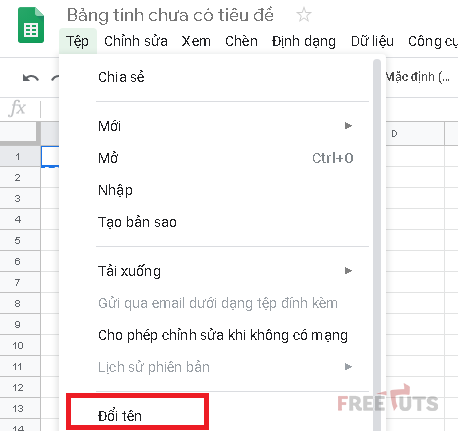 Bảng tính chưa có tiêu đề
Tệp Chỉnh sửa Xem Chèn Định dạng Dữ liệu Công cụ
Chia sẻ Mặc định (...
fx
D
Mới
1
Mở Ctrl+O
2
Nhập
3
Tạo bản sao
4
5
Tải xuống
6
7
Gửi qua email dưới dạng tệp đính kèm
8
9
Cho phép chỉnh sửa khi không có mạng
10
Lịch sử phiên bản
11
12
Đổi tên
13
FREETUTS